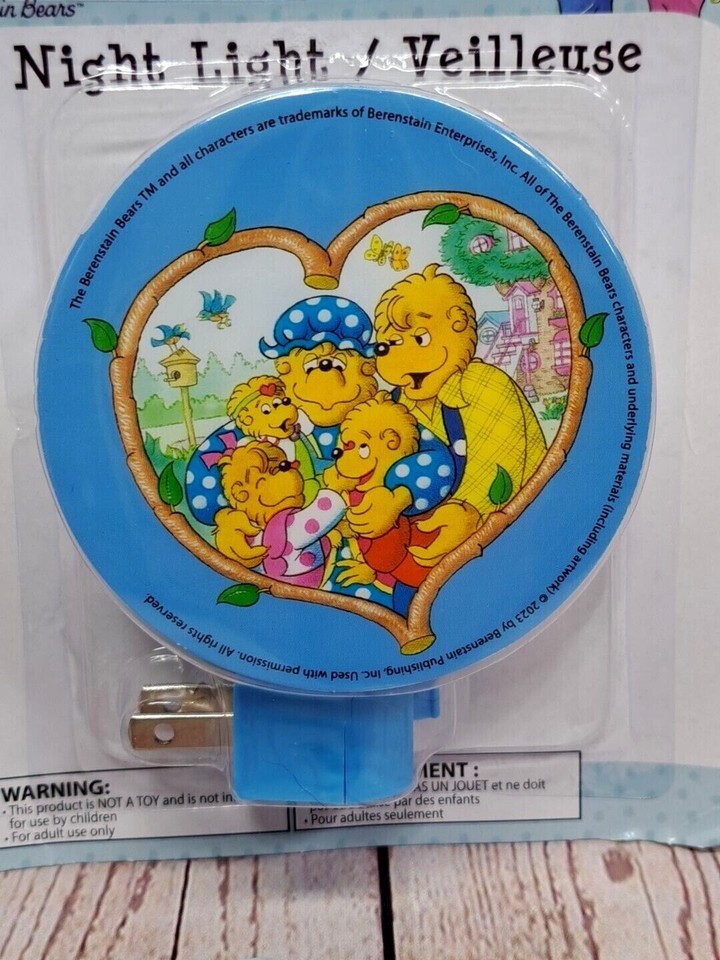 in Bears™
Night Light / Veilleuse
The Berenstain Bears TM and all characters are trademarks of Berenstain Enterprises, Inc. All of The Berenstain Bears characters and underlying materials (including artwork) © 2023 by Berenstain Publishing, Inc. Used with permission. All rights reserved.
WARNING:
• This product is NOT A TOY and is not in
for use by children
• For adult use only
MENT :
AS UN JOUET et ne doit
par des enfants
• Pour adultes seulement